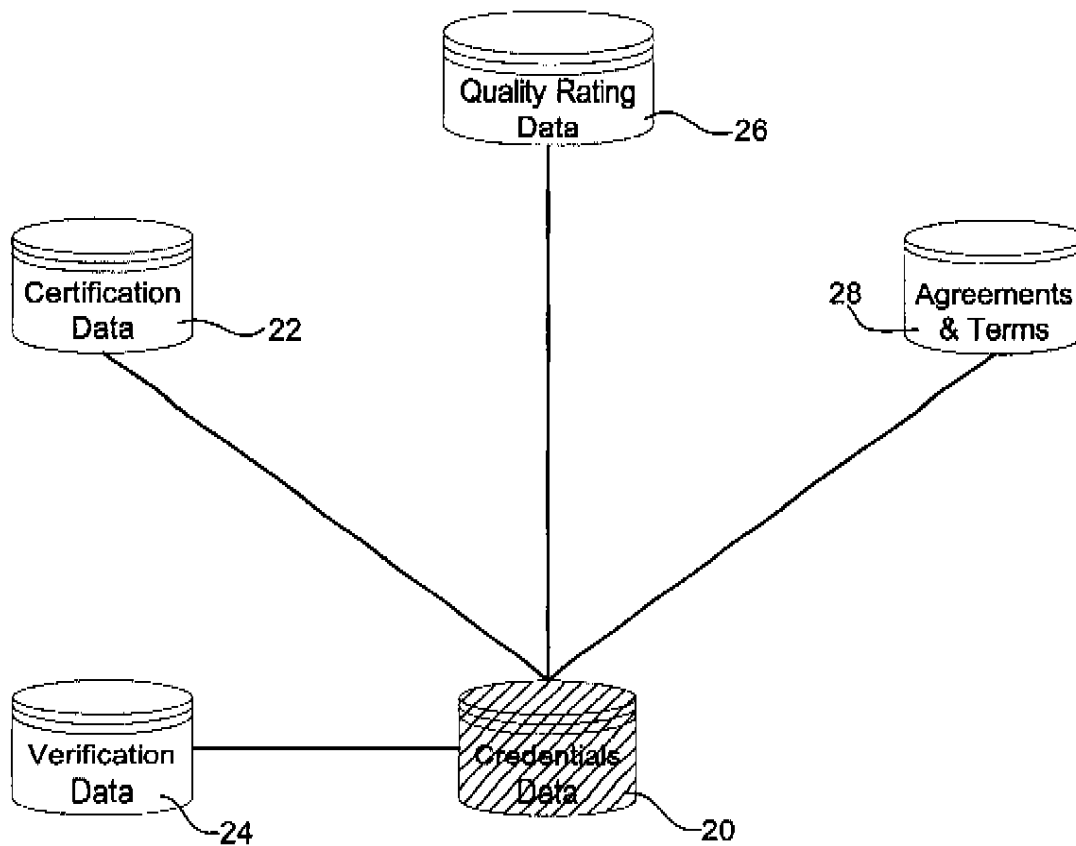 Quality Rating
Data
26
Certification
Data
22
28
Agreements
& Terms
Verification
Data
24
Credentials
Data
20